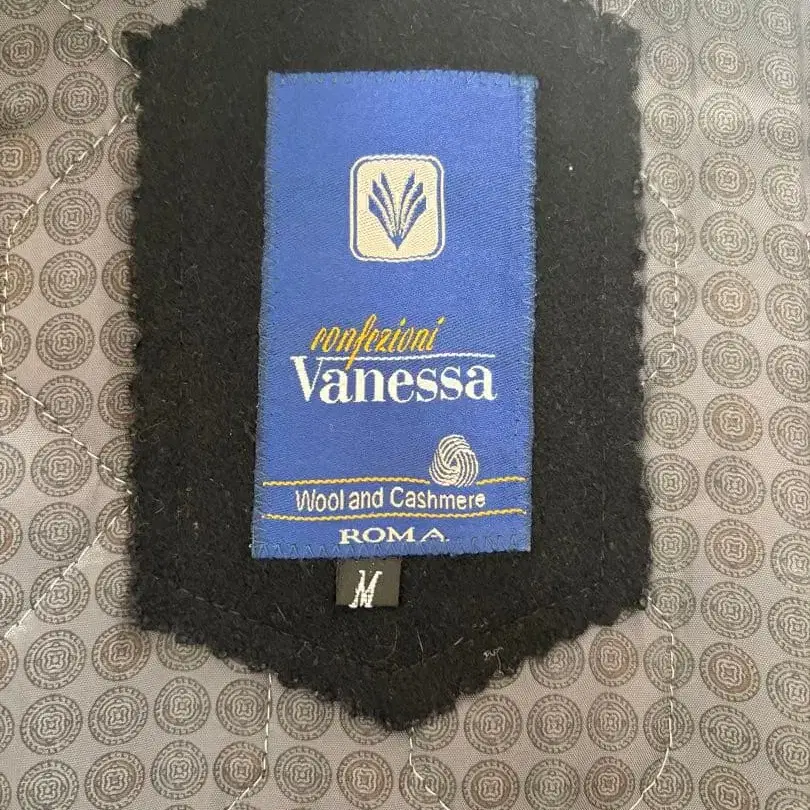 confezioni
Vanessa
Wool and Cashmere
ROMA
M